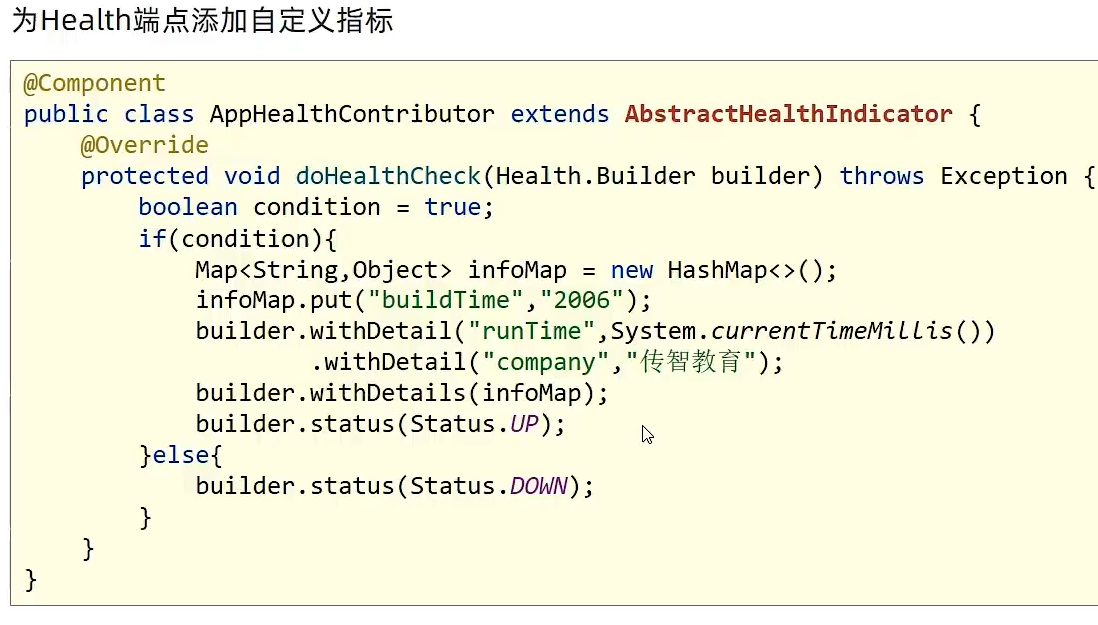 为Health端点添加自定义指标
@Component
public class AppHealthContributor extends AbstractHealthIndicator {
    @Override
    protected void doHealthCheck(Health.Builder builder) throws Exception {
        boolean condition = true;
        if(condition){
            Map<String,Object> infoMap = new HashMap<>();
            infoMap.put("buildTime","2006");
            builder.withDetail("runTime",System.currentTimeMillis())
                    .withDetail("company","传智教育");
            builder.withDetails(infoMap);
            builder.status(Status.UP);
        }else{
            builder.status(Status.DOWN);
        }
    }
}